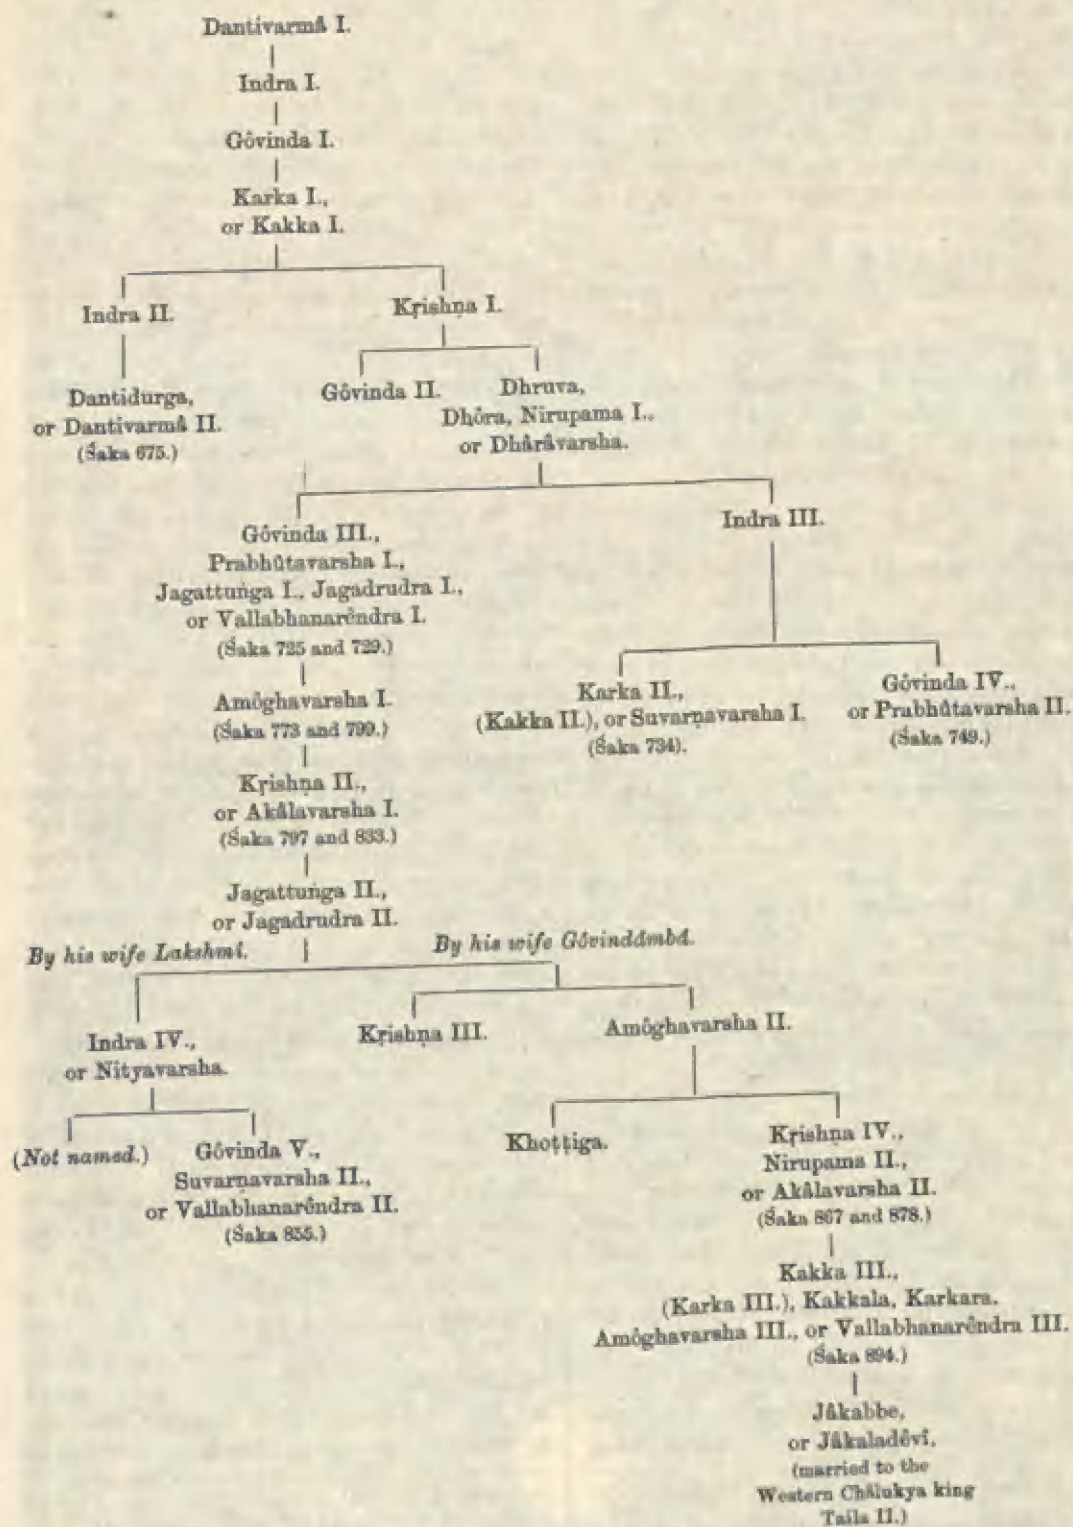 Dantivarmâ I.
Indra I.
Gôvinda I.
Karka I.,
or Kakka I.
Indra II.
Kṛishṇa I.
Dantidurga,
or Dantivarmâ II.
(Śaka 675.)
Gôvinda II.
Dhruva,
Dhôra, Nirupama I.,
or Dhârâvarsha.
Gôvinda III.,
Prabhûtavarsha I.,
Jagattuṅga I., Jagadrudra I.,
or Vallabhanarêndra I.
(Śaka 725 and 729.)
Indra III.
Amôghavarsha I.
(Śaka 773 and 799.)
Karka II.,
(Kakka II.), or Suvarṇavarsha I.
(Śaka 734).
Gôvinda IV.,
or Prabhûtavarsha II.
(Śaka 749.)
Kṛishṇa II.,
or Akâlavarsha I.
(Śaka 797 and 833.)
Jagattuṅga II.,
or Jagadrudra II.
By his wife Lakshmî.
By his wife Gôvindâmbâ.
Indra IV.,
or Nityavarsha.
Kṛishṇa III.
Amôghavarsha II.
(Not named.)
Gôvinda V.,
Suvarṇavarsha II.,
or Vallabhanarêndra II.
(Śaka 855.)
Khoṭṭiga.
Kṛishṇa IV.,
Nirupama II.,
or Akâlavarsha II.
(Śaka 867 and 878.)
Kakka III.,
(Karka III.), Kakkala, Karkara,
Amôghavarsha III., or Vallabhanarêndra III.
(Śaka 894.)
Jâkabbe,
or Jâkaladêvî,
(married to the
Western Châlukya king
Taila II.)